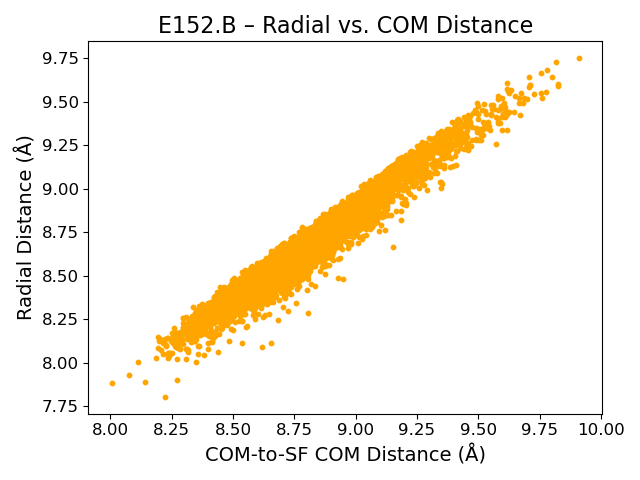 E152.B – Radial vs. COM Distance
Radial Distance (Å)
9.75
9.50
9.25
9.00
8.75
8.50
8.25
8.00
7.75
8.00 8.25 8.50 8.75 9.00 9.25 9.50 9.75 10.00
COM-to-SF COM Distance (Å)